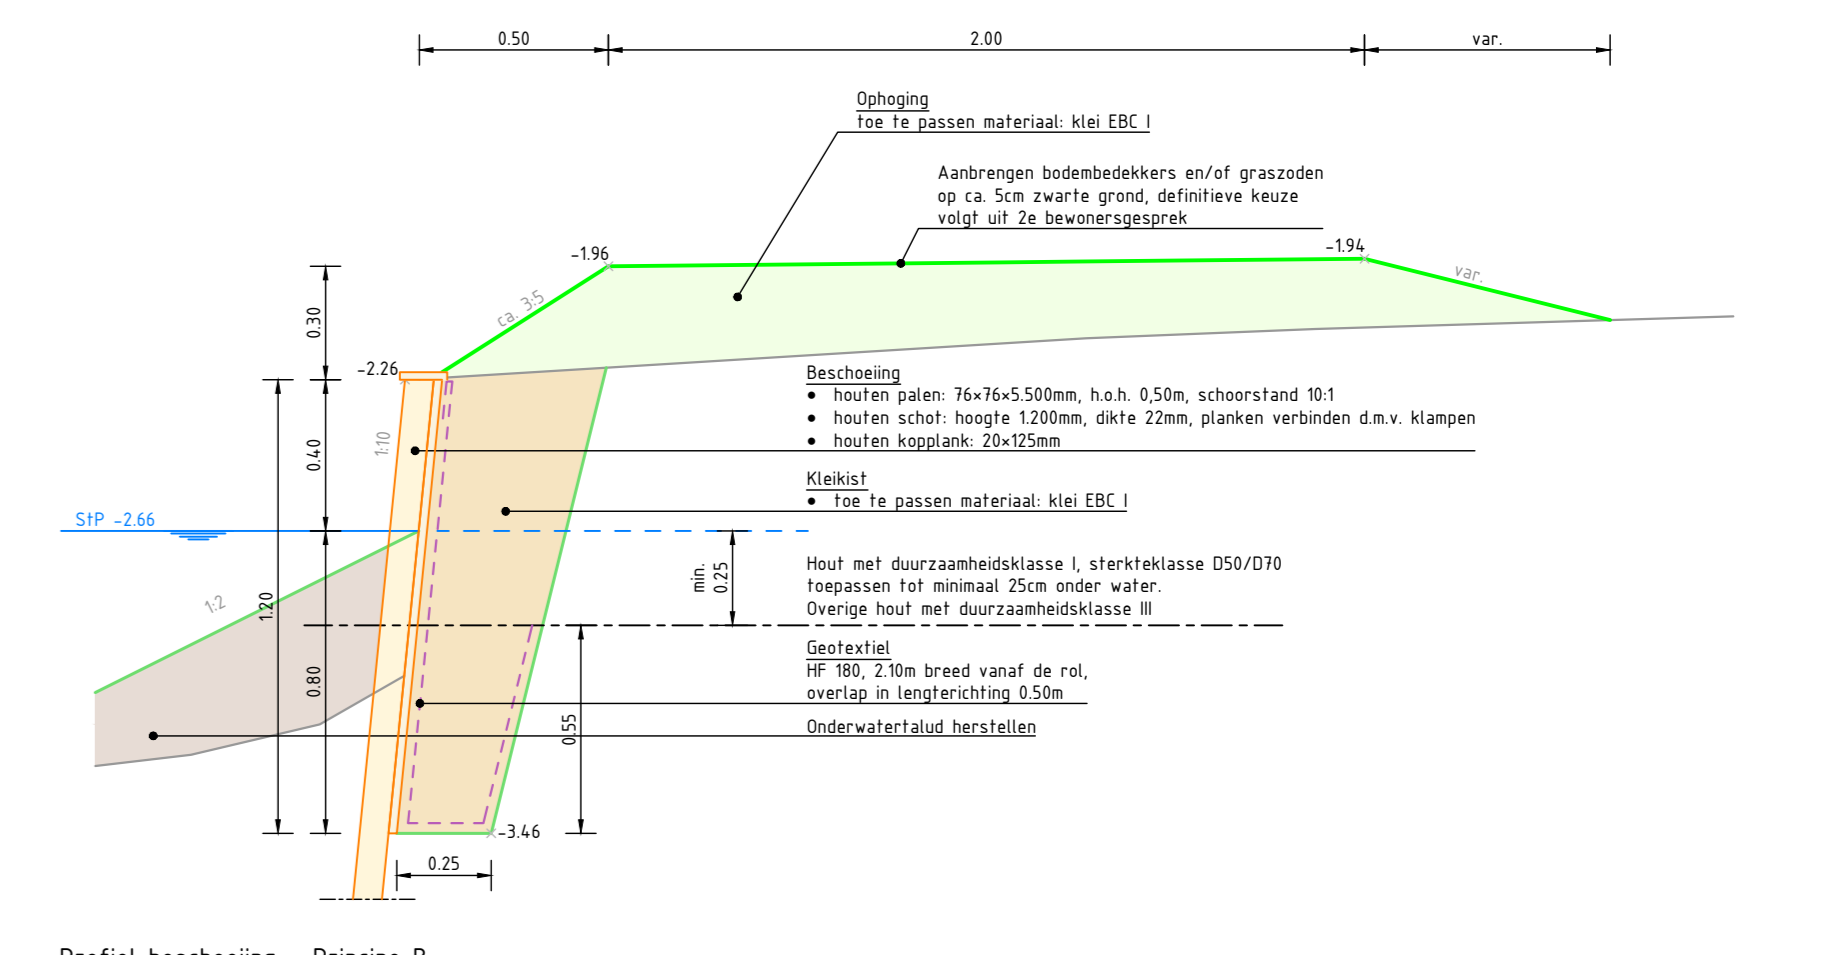 0.50
2.00
var.
Ophoging
toe te passen materiaal: klei EBC I
Aanbrengen bodembedekkers en/of graszoden
op ca. 5cm zwarte grond, definitieve keuze
volgt uit 2e bewonersgesprek
-1.96
-1.94
var.
ca. 3:5
0.30
-2.26
Beschoeiing
• houten palen: 76×76×5.500mm, h.o.h. 0,50m, schoorstand 10:1
• houten schot: hoogte 1.200mm, dikte 22mm, planken verbinden d.m.v. klampen
• houten kopplank: 20×125mm
1:10
0.40
Kleikist
• toe te passen materiaal: klei EBC I
StP -2.66
min.
0.25
Hout met duurzaamheidsklasse I, sterkteklasse D50/D70
toepassen tot minimaal 25cm onder water.
Overige hout met duurzaamheidsklasse III
1:2
1.20
0.80
Geotextiel
HF 180, 2.10m breed vanaf de rol,
overlap in lengterichting 0.50m
0.55
Onderwatertalud herstellen
-3.46
0.25
Profiel beschoeiing - Principe B